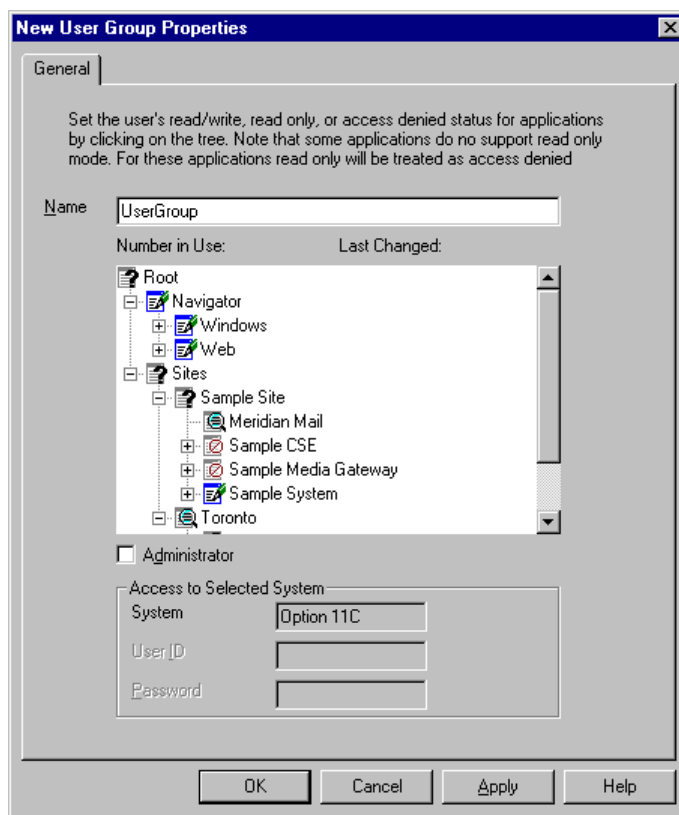 New User Group Properties
General
Set the user's read/write, read only, or access denied status for applications
by clicking on the tree. Note that some applications do no support read only
mode. For these applications read only will be treated as access denied
Name UserGroup
Number in Use: Last Changed:
Root
Navigator
Windows
Web
Sites
Sample Site
Meridian Mail
Sample CSE
Sample Media Gateway
Sample System
Toronto
Administrator
Access to Selected System
System Option 11C
User ID
Password
OK Cancel Apply Help